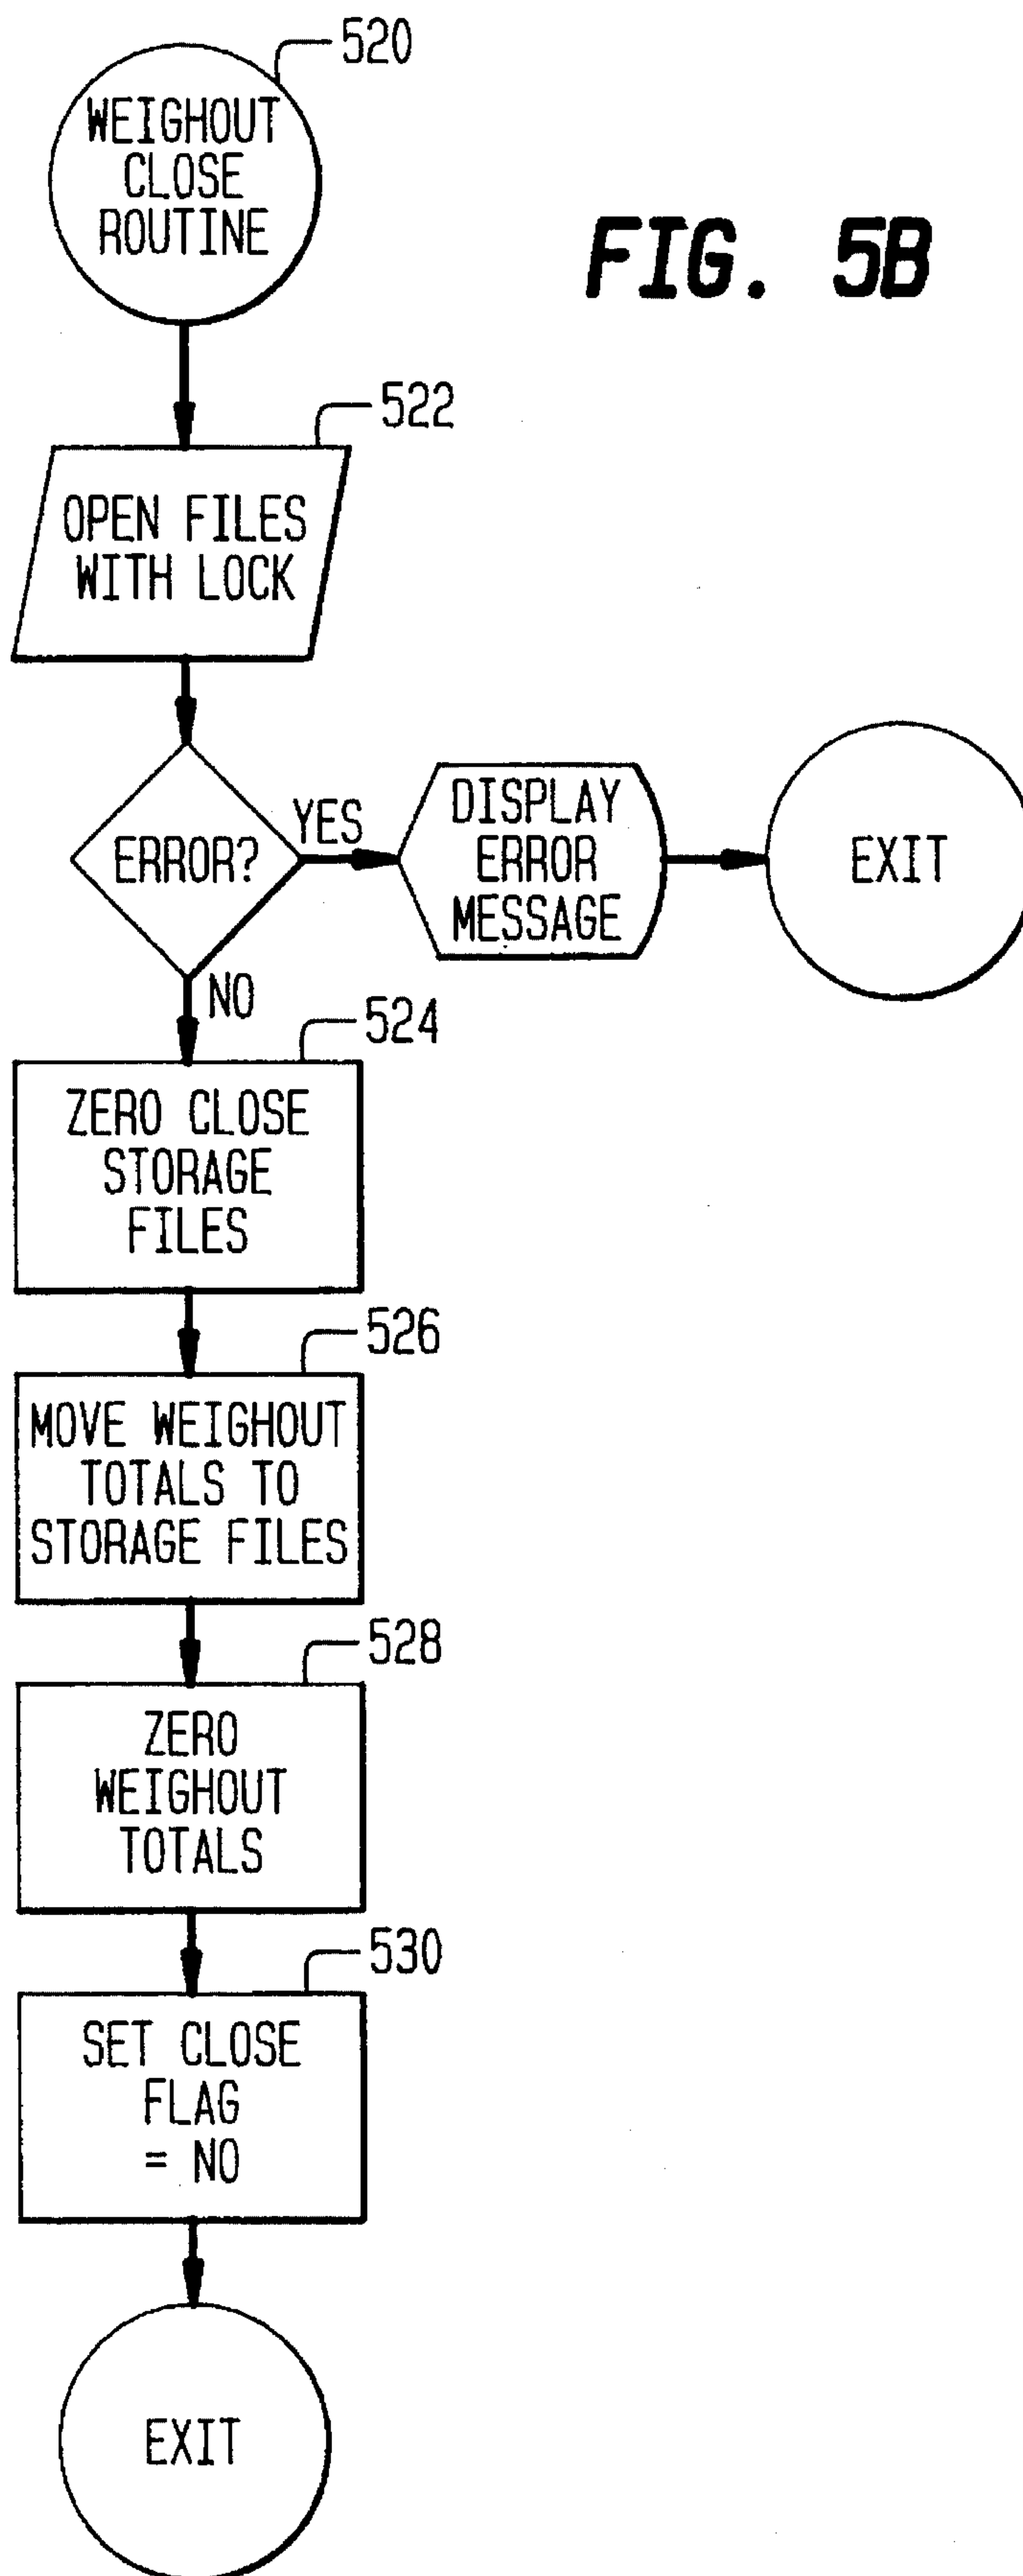 520
WEIGHOUT
CLOSE
ROUTINE
FIG. 5B
522
OPEN FILES
WITH LOCK
ERROR?
YES
DISPLAY
ERROR
MESSAGE
EXIT
NO
524
ZERO CLOSE
STORAGE
FILES
526
MOVE WEIGHOUT
TOTALS TO
STORAGE FILES
528
ZERO
WEIGHOUT
TOTALS
530
SET CLOSE
FLAG
= NO
EXIT